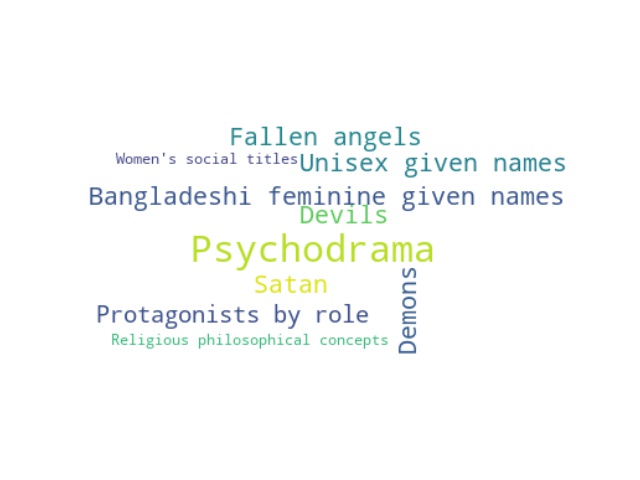 Fallen angels
Women's social titles
Unisex given names
Bangladeshi feminine given names
Devils
Psychodrama
Satan
Demons
Protagonists by role
Religious philosophical concepts